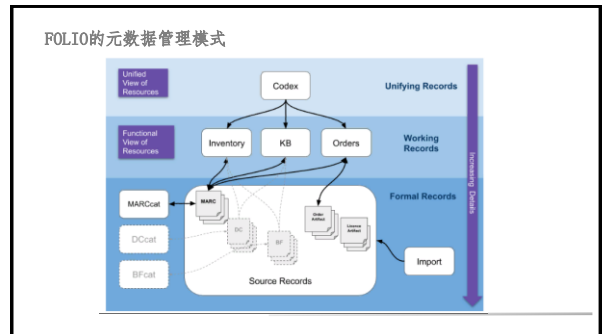 FOLIO的元数据管理模式
Unified
View of
Resources
Codex
Unifying Records
Functional
View of
Resources
Inventory
KB
Orders
Working
Records
Increasing Details
MARCcat
MARC
Formal Records
DCcat
DC
BF
Order
Artifact
Licence
Artifact
BFcat
Source Records
Import